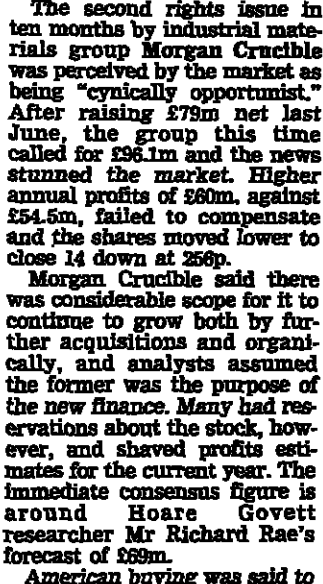 The second rights issue in
ten months by industrial mate-
rials group Morgan Crucible
was perceived by the market as
being "cynically opportunist."
After raising £79m net last
June, the group this time
called for £96.1m and the news
stunned the market. Higher
annual profits of £60m, against
£54.5m, failed to compensate
and the shares moved lower to
close 14 down at 256p.
Morgan Crucible said there
was considerable scope for it to
continue to grow both by fur-
ther acquisitions and organi-
cally, and analysts assumed
the former was the purpose of
the new finance. Many had res-
ervations about the stock, how-
ever, and shaved profits esti-
mates for the current year. The
immediate consensus figure is
around Hoare Govett
researcher Mr Richard Rae's
forecast of £69m.
American buying was said to